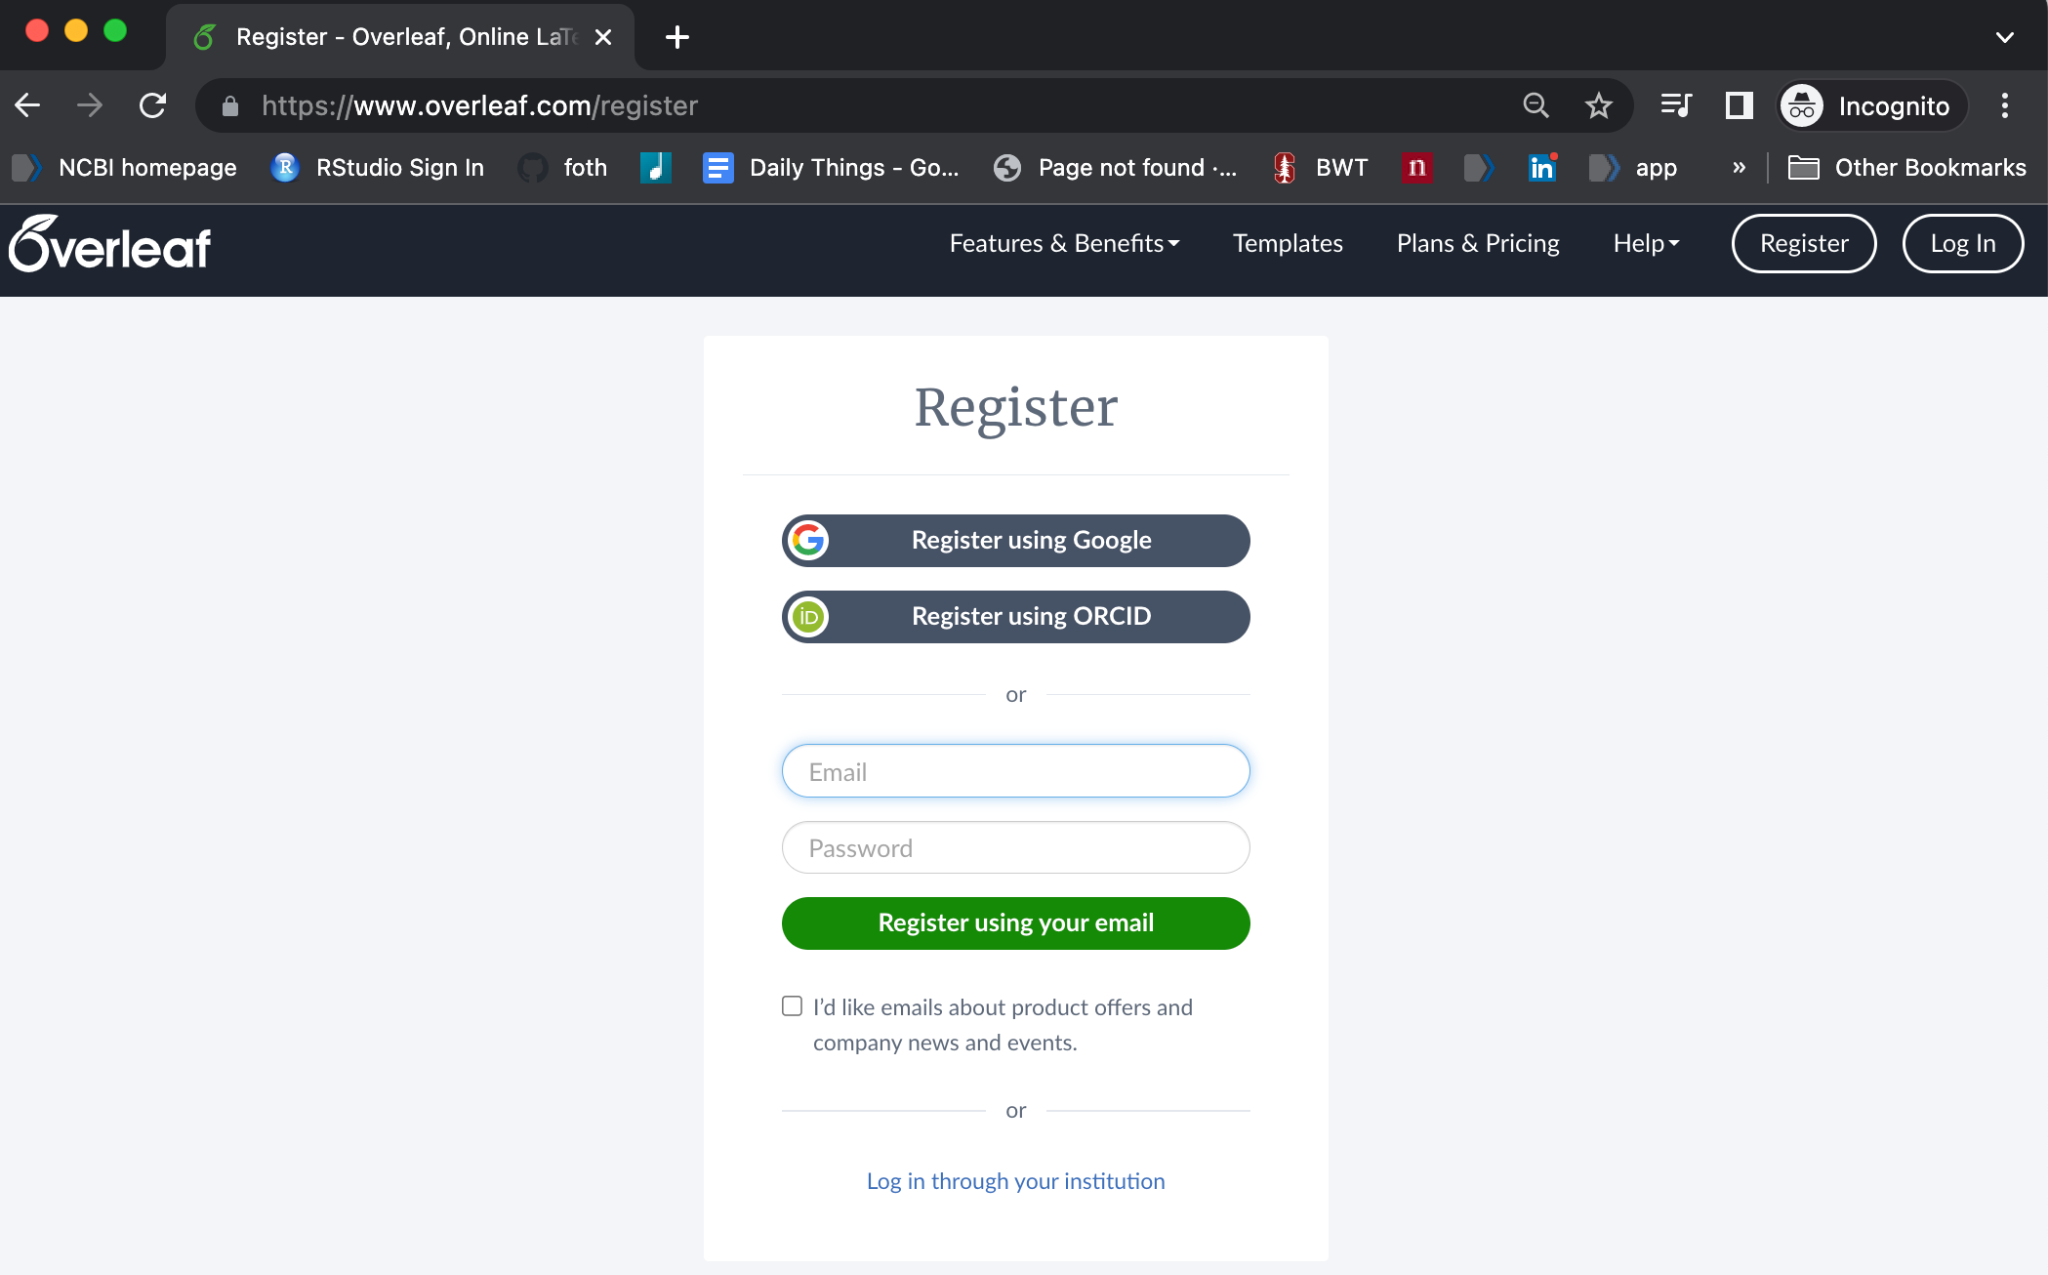 Register - Overleaf, Online LaTe
https://www.overleaf.com/register
Incognito
NCBI homepage
R
RStudio Sign In
foth
Daily Things - Go...
Page not found ·...
BWT
n
in
app
»
Other Bookmarks
Overleaf
Features & Benefits
Templates
Plans & Pricing
Help
Register
Log In
Register
G
Register using Google
iD
Register using ORCID
or
Email
Password
Register using your email
I'd like emails about product offers and
company news and events.
or
Log in through your institution